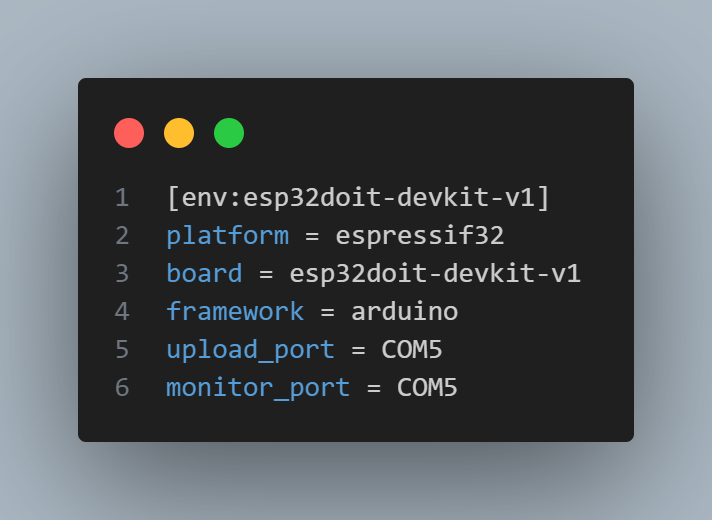 1 [env:esp32doit-devkit-v1]
2 platform = espressif32
3 board = esp32doit-devkit-v1
4 framework = arduino
5 upload_port = COM5
6 monitor_port = COM5